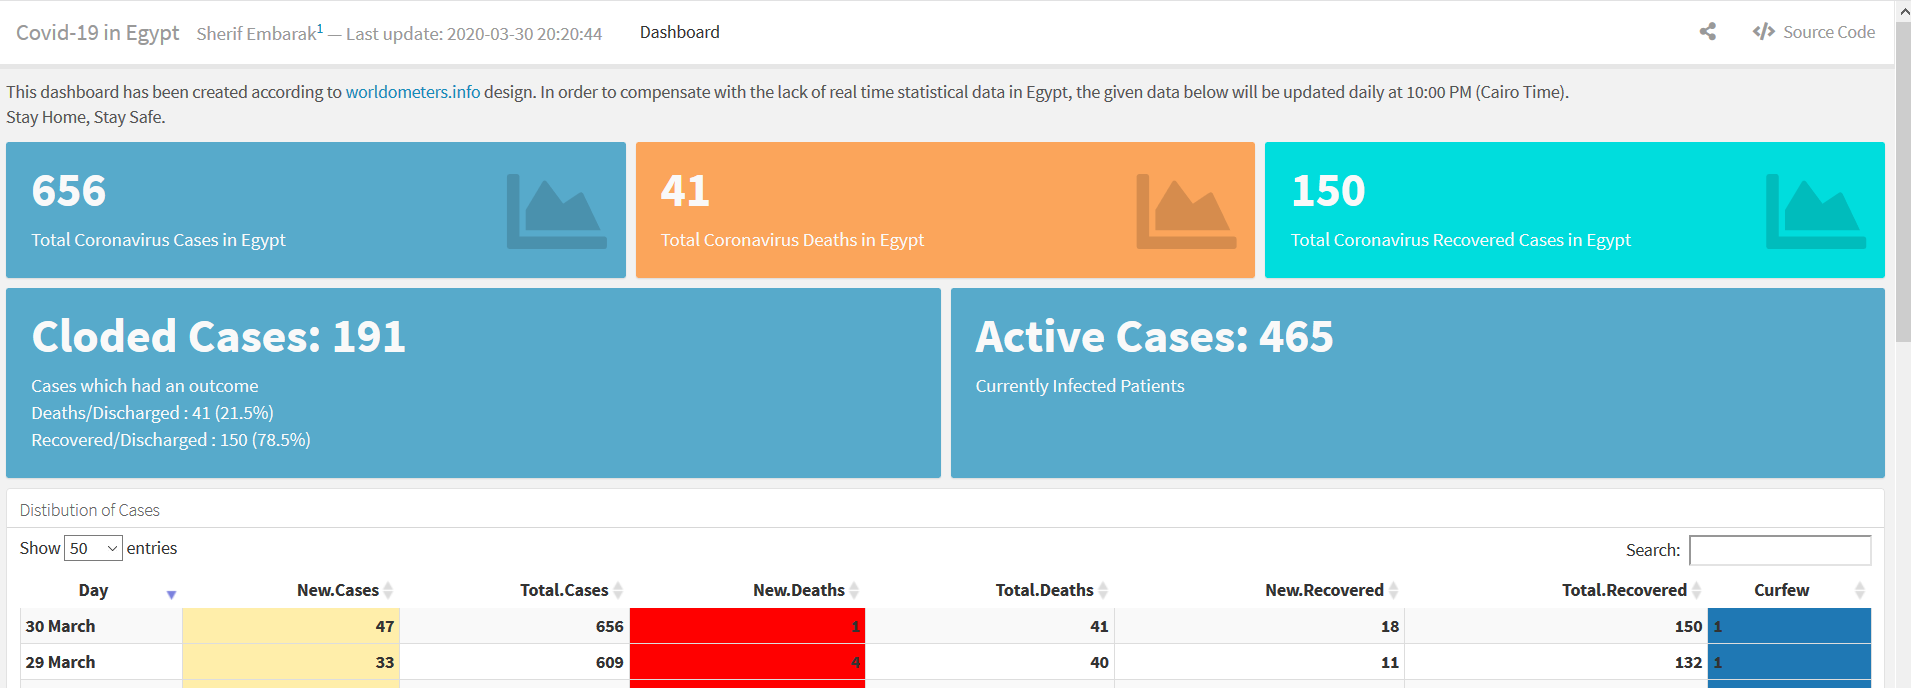 Covid-19 in Egypt Sherif Embarak1 — Last update: 2020-03-30 20:20:44 Dashboard Source Code
This dashboard has been created according to worldometers.info design. In order to compensate with the lack of real time statistical data in Egypt, the given data below will be updated daily at 10:00 PM (Cairo Time).
Stay Home, Stay Safe.
656
Total Coronavirus Cases in Egypt
41
Total Coronavirus Deaths in Egypt
150
Total Coronavirus Recovered Cases in Egypt
Cloded Cases: 191
Cases which had an outcome
Deaths/Discharged : 41 (21.5%)
Recovered/Discharged : 150 (78.5%)
Active Cases: 465
Currently Infected Patients
Distibution of Cases
Show 50 entries Search:
Day New.Cases Total.Cases New.Deaths Total.Deaths New.Recovered Total.Recovered Curfew
30 March 47 656 1 41 18 150 1
29 March 33 609 4 40 11 132 1